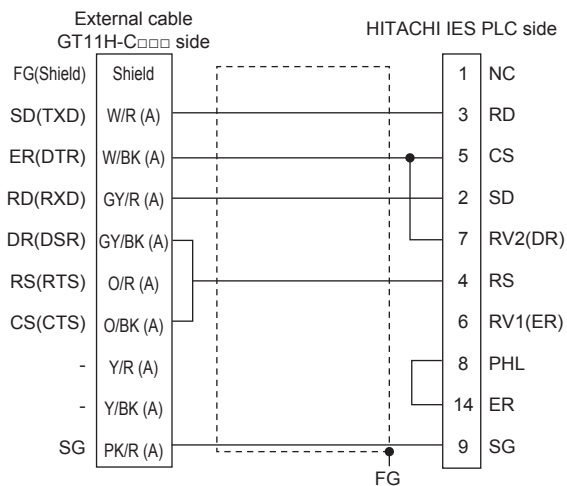 External cable
GT11H-C□□□ side
HITACHI IES PLC side
FG(Shield) Shield 1 NC
SD(TXD) W/R (A) 3 RD
ER(DTR) W/BK (A) 5 CS
RD(RXD) GY/R (A) 2 SD
DR(DSR) GY/BK (A) 7 RV2(DR)
RS(RTS) O/R (A) 4 RS
CS(CTS) O/BK (A) 6 RV1(ER)
- Y/R (A) 8 PHL
- Y/BK (A) 14 ER
SG PK/R (A) 9 SG
FG